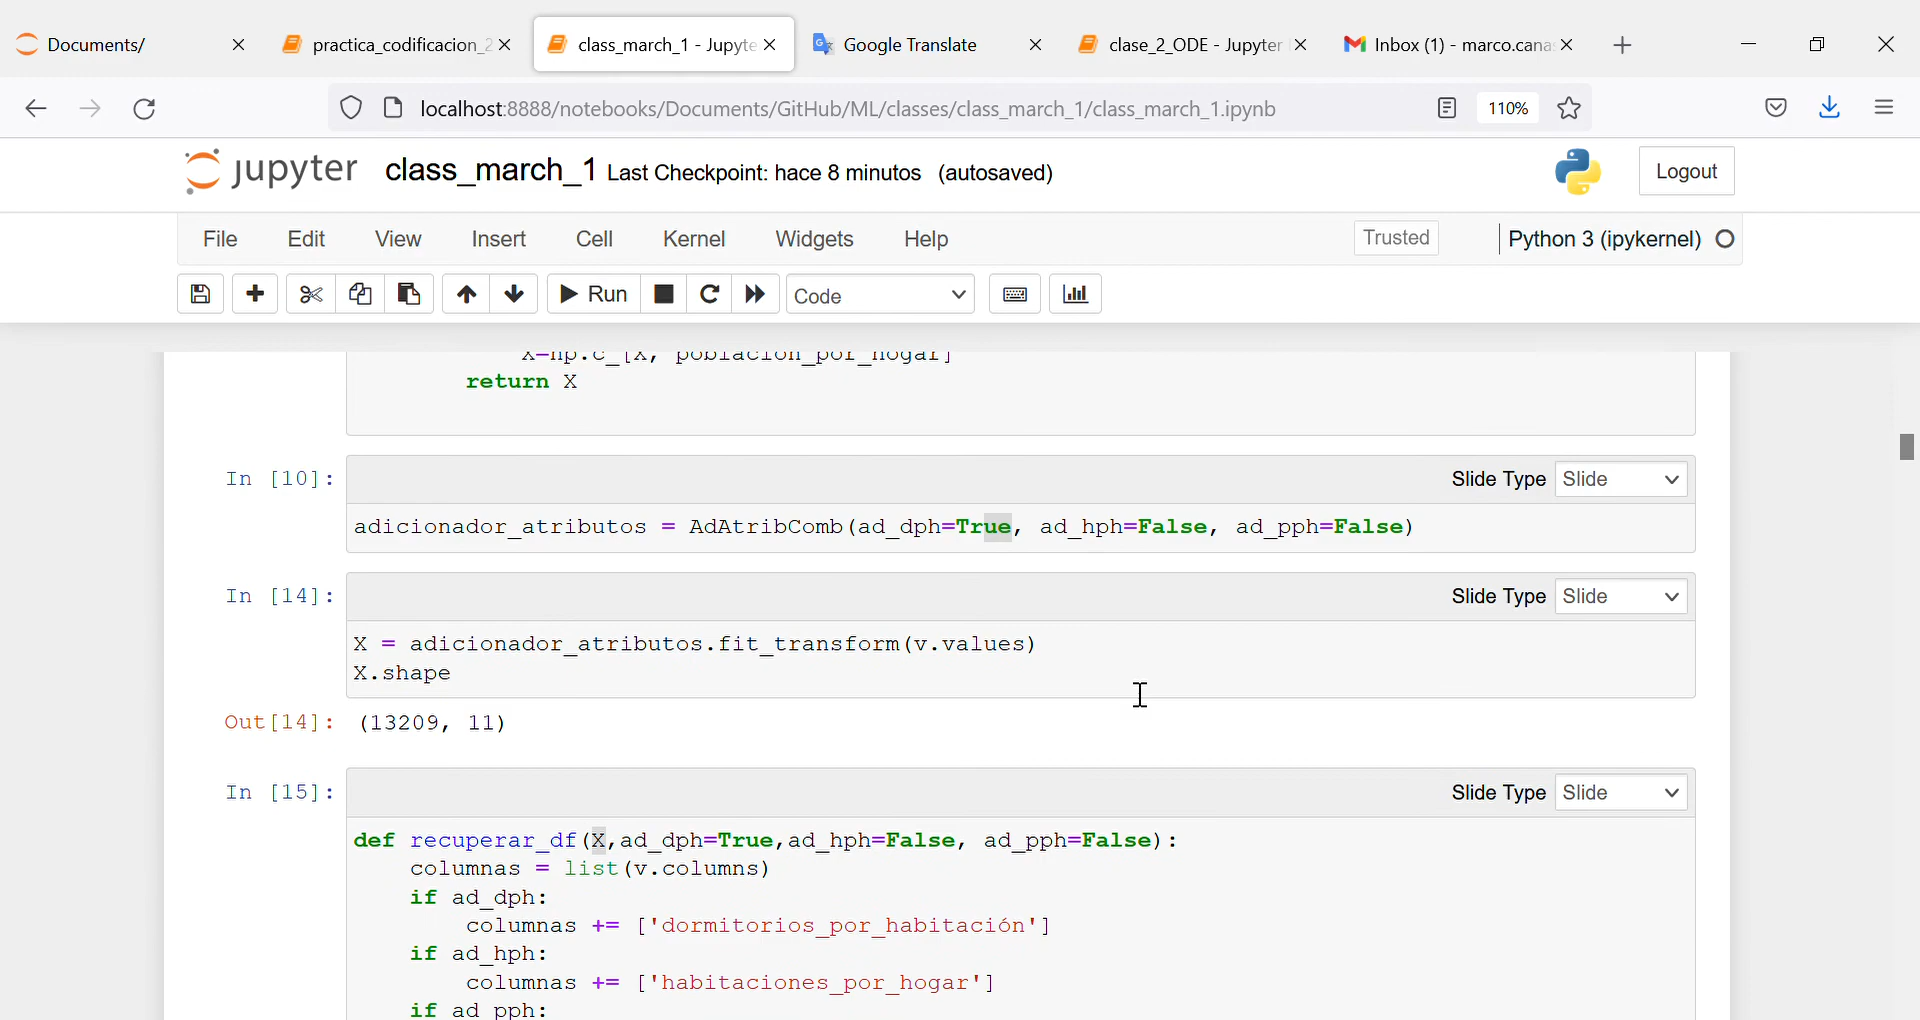 Documents/
practica_codificacion_2
class_march_1 - Jupyte
Google Translate
clase_2_ODE - Jupyter
Inbox (1) - marco.cana
localhost:8888/notebooks/Documents/GitHub/ML/classes/class_march_1/class_march_1.ipynb
110%
jupyter class_march_1 Last Checkpoint: hace 8 minutos (autosaved)
Logout
File Edit View Insert Cell Kernel Widgets Help
Trusted
Python 3 (ipykernel)
Run
Code
X=np.c_[X, poblacion_por_hogar]
return X
In [10]:
Slide Type Slide
adicionador_atributos = AdAtribComb(ad_dph=True, ad_hph=False, ad_pph=False)
In [14]:
Slide Type Slide
X = adicionador_atributos.fit_transform(v.values)
X.shape
Out[14]: (13209, 11)
In [15]:
Slide Type Slide
def recuperar_df(X,ad_dph=True,ad_hph=False, ad_pph=False):
columnas = list(v.columns)
if ad_dph:
columnas += ['dormitorios_por_habitación']
if ad_hph:
columnas += ['habitaciones_por_hogar']
if ad_pph: